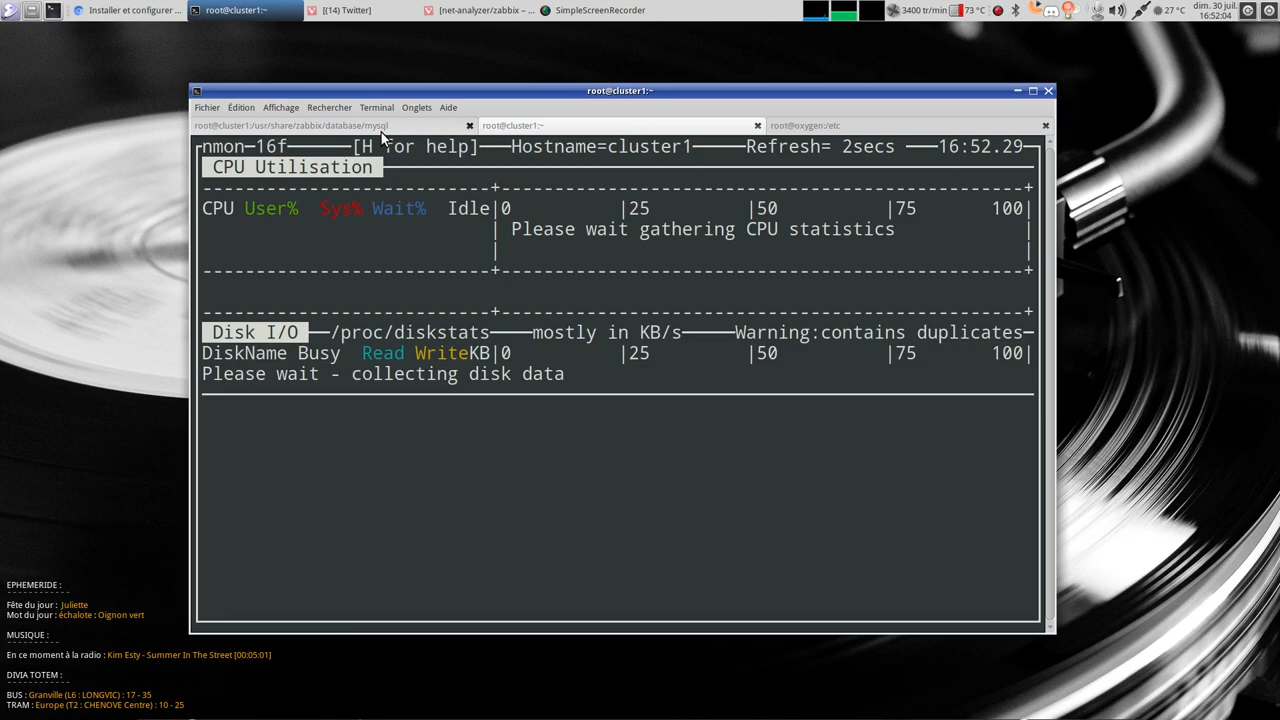 Installer et configurer ...
root@cluster1:~
[(14) Twitter]
[net-analyzer/zabbix – ...
SimpleScreenRecorder
3400 tr/min
73 °C
27 °C
dim. 30 juil.
16:52:04
root@cluster1:~
Fichier Édition Affichage Rechercher Terminal Onglets Aide
root@cluster1:/usr/share/zabbix/database/mysql
root@cluster1:~
root@oxygen:/etc
nmon─16f [H for help] Hostname=cluster1 Refresh= 2secs 16:52.29
CPU Utilisation
CPU User% Sys% Wait% Idle|0 |25 |50 |75 100|
Please wait gathering CPU statistics
Disk I/O /proc/diskstats mostly in KB/s Warning:contains duplicates
DiskName Busy Read WriteKB|0 |25 |50 |75 100|
Please wait - collecting disk data
EPHEMERIDE :
Fête du jour : Juliette
Mot du jour : échalote : Oignon vert
MUSIQUE :
En ce moment à la radio : Kim Esty - Summer In The Street [00:05:01]
DIVIA TOTEM :
BUS : Granville (L6 : LONGVIC) : 17 - 35
TRAM : Europe (T2 : CHENOVE Centre) : 10 - 25